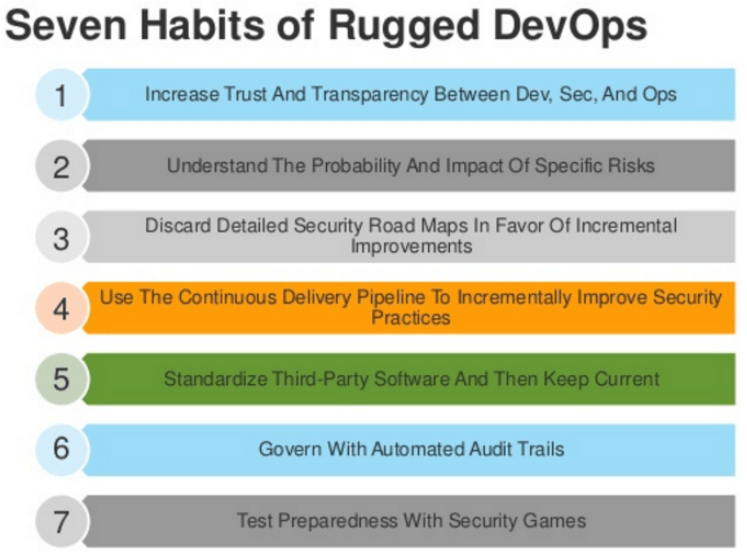 Seven Habits of Rugged DevOps
1
Increase Trust And Transparency Between Dev, Sec, And Ops
2
Understand The Probability And Impact Of Specific Risks
3
Discard Detailed Security Road Maps In Favor Of Incremental
Improvements
4
Use The Continuous Delivery Pipeline To Incrementally Improve Security
Practices
5
Standardize Third-Party Software And Then Keep Current
6
Govern With Automated Audit Trails
7
Test Preparedness With Security Games